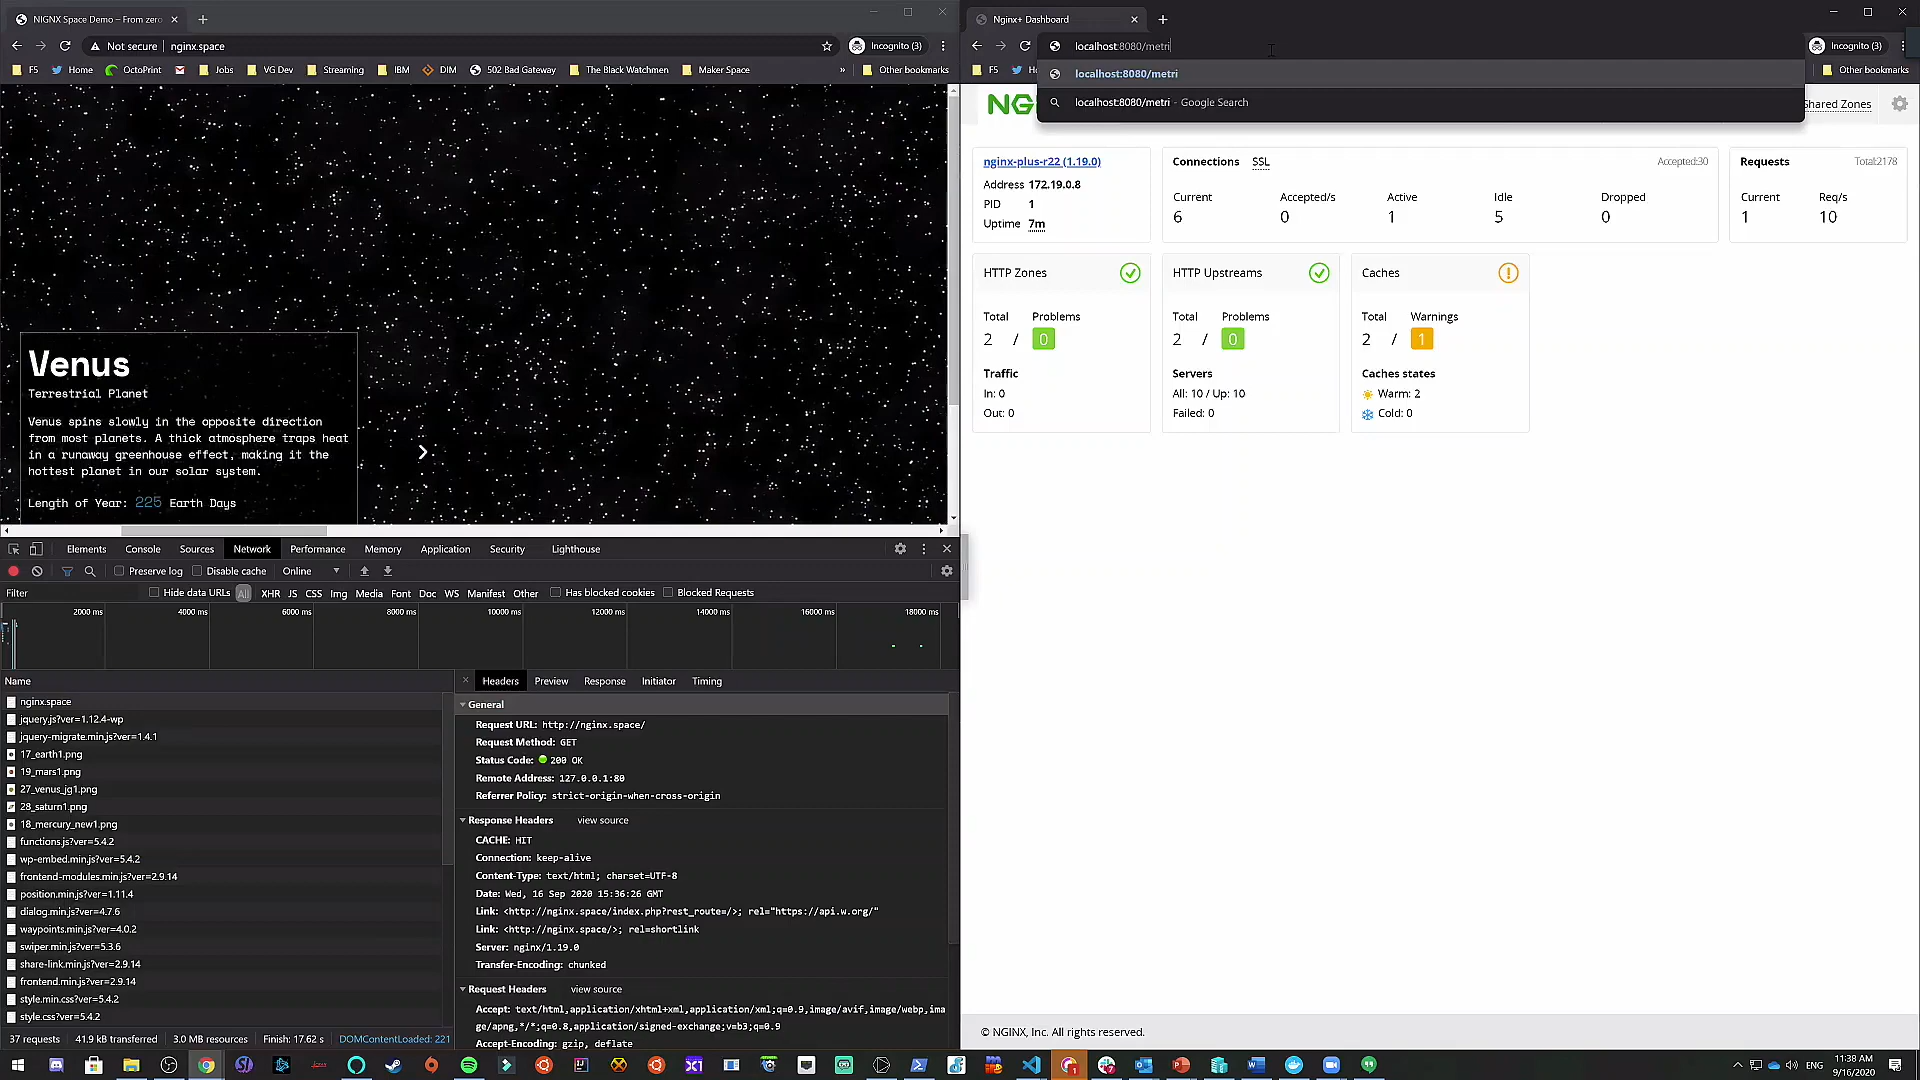 NIGNX Space Demo – From zero
Not secure
nginx.space
Incognito (3)
F5
Home
OctoPrint
Jobs
VG Dev
Streaming
IBM
DIM
502 Bad Gateway
The Black Watchmen
Maker Space
»
Other bookmarks
Venus
Terrestrial Planet
Venus spins slowly in the opposite direction
from most planets. A thick atmosphere traps heat
in a runaway greenhouse effect, making it the
hottest planet in our solar system.
Length of Year: 225 Earth Days
Elements
Console
Sources
Network
Performance
Memory
Application
Security
Lighthouse
Preserve log
Disable cache
Online
Filter
Hide data URLs
All
XHR
JS
CSS
Img
Media
Font
Doc
WS
Manifest
Other
Has blocked cookies
Blocked Requests
2000 ms
4000 ms
6000 ms
8000 ms
10000 ms
12000 ms
14000 ms
16000 ms
18000 ms
Name
nginx.space
jquery.js?ver=1.12.4-wp
jquery-migrate.min.js?ver=1.4.1
17_earth1.png
19_mars1.png
27_venus_jg1.png
28_saturn1.png
18_mercury_new1.png
functions.js?ver=5.4.2
wp-embed.min.js?ver=5.4.2
frontend-modules.min.js?ver=2.9.14
position.min.js?ver=1.11.4
dialog.min.js?ver=4.7.6
waypoints.min.js?ver=4.0.2
swiper.min.js?ver=5.3.6
share-link.min.js?ver=2.9.14
frontend.min.js?ver=2.9.14
style.min.css?ver=5.4.2
style.css?ver=5.4.2
37 requests
41.9 kB transferred
3.0 MB resources
Finish: 17.62 s
DOMContentLoaded: 221
Headers
Preview
Response
Initiator
Timing
General
Request URL: http://nginx.space/
Request Method: GET
Status Code: 200 OK
Remote Address: 127.0.0.1:80
Referrer Policy: strict-origin-when-cross-origin
Response Headers view source
CACHE: HIT
Connection: keep-alive
Content-Type: text/html; charset=UTF-8
Date: Wed, 16 Sep 2020 15:36:26 GMT
Link: <http://nginx.space/index.php?rest_route=/>; rel="https://api.w.org/"
Link: <http://nginx.space/>; rel=shortlink
Server: nginx/1.19.0
Transfer-Encoding: chunked
Request Headers view source
Accept: text/html,application/xhtml+xml,application/xml;q=0.9,image/avif,image/webp,im
age/apng,*/*;q=0.8,application/signed-exchange;v=b3;q=0.9
Accept-Encoding: gzip, deflate
Nginx+ Dashboard
localhost:8080/metri
Incognito (3)
F5
H
localhost:8080/metri
localhost:8080/metri - Google Search
Other bookmarks
NG
Shared Zones
nginx-plus-r22 (1.19.0)
Address 172.19.0.8
PID 1
Uptime 7m
Connections SSL
Accepted:30
Current
Accepted/s
Active
Idle
Dropped
6
0
1
5
0
Requests
Total:2178
Current
Req/s
1
10
HTTP Zones
Total
Problems
2 / 0
Traffic
In: 0
Out: 0
HTTP Upstreams
Total
Problems
2 / 0
Servers
All: 10 / Up: 10
Failed: 0
Caches
Total
Warnings
2 / 1
Caches states
Warm: 2
Cold: 0
© NGINX, Inc. All rights reserved.
ENG
11:38 AM
9/16/2020